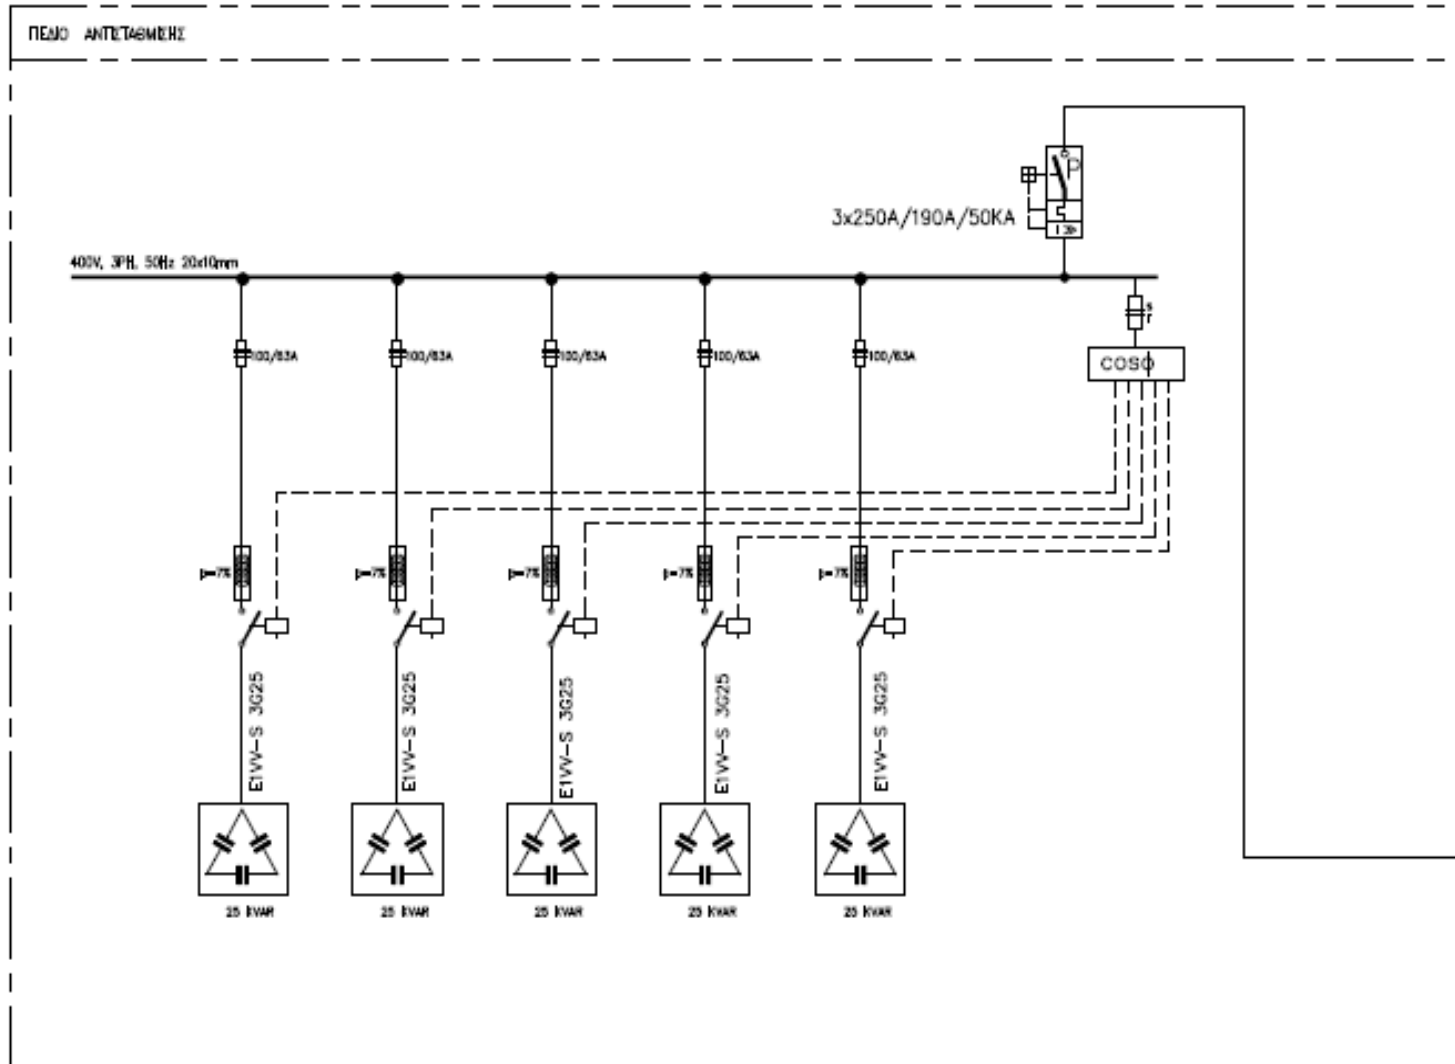 ΠΕΔΙΟ ΑΝΤΙΣΤΑΘΜΙΣΗΣ
3x250A/190A/50KA
400V, 3PH, 50Hz 20x10mm
100/63A
100/63A
100/63A
100/63A
100/63A
COSφ
p=7%
p=7%
p=7%
p=7%
p=7%
E1VV-S 3G25
E1VV-S 3G25
E1VV-S 3G25
E1VV-S 3G25
E1VV-S 3G25
25 KVAR
25 KVAR
25 KVAR
25 KVAR
25 KVAR